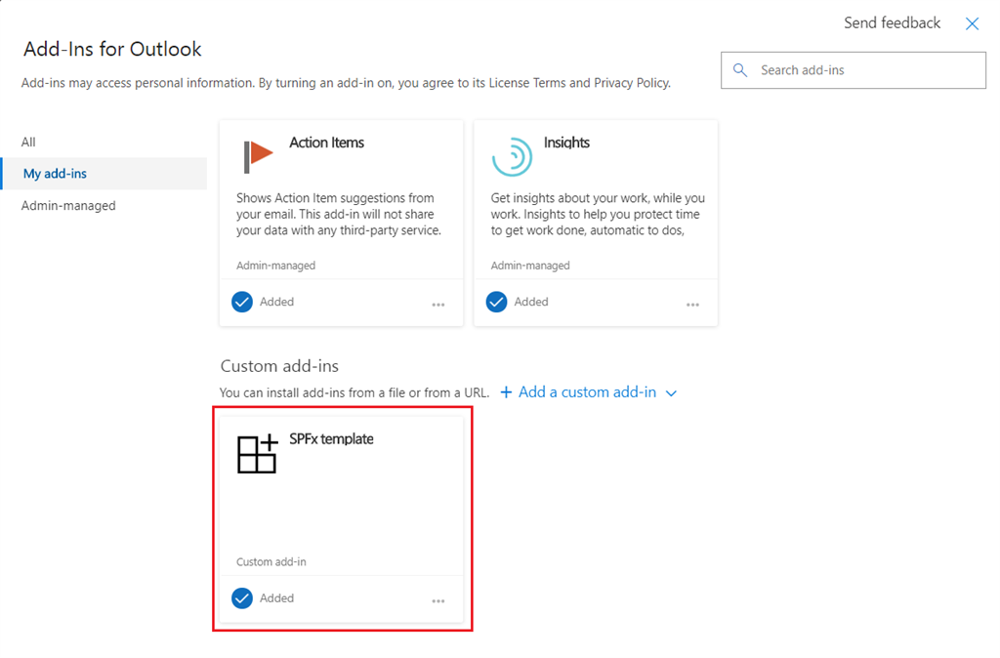 Send feedback
Add-Ins for Outlook
Search add-ins
Add-ins may access personal information. By turning an add-in on, you agree to its License Terms and Privacy Policy.
All
My add-ins
Admin-managed
Action Items
Shows Action Item suggestions from
your email. This add-in will not share
your data with any third-party service.
Admin-managed
Added
Insights
Get insights about your work, while you
work. Insights to help you protect time
to get work done, automatic to dos,
Admin-managed
Added
Custom add-ins
You can install add-ins from a file or from a URL. + Add a custom add-in
SPFx template
Custom add-in
Added